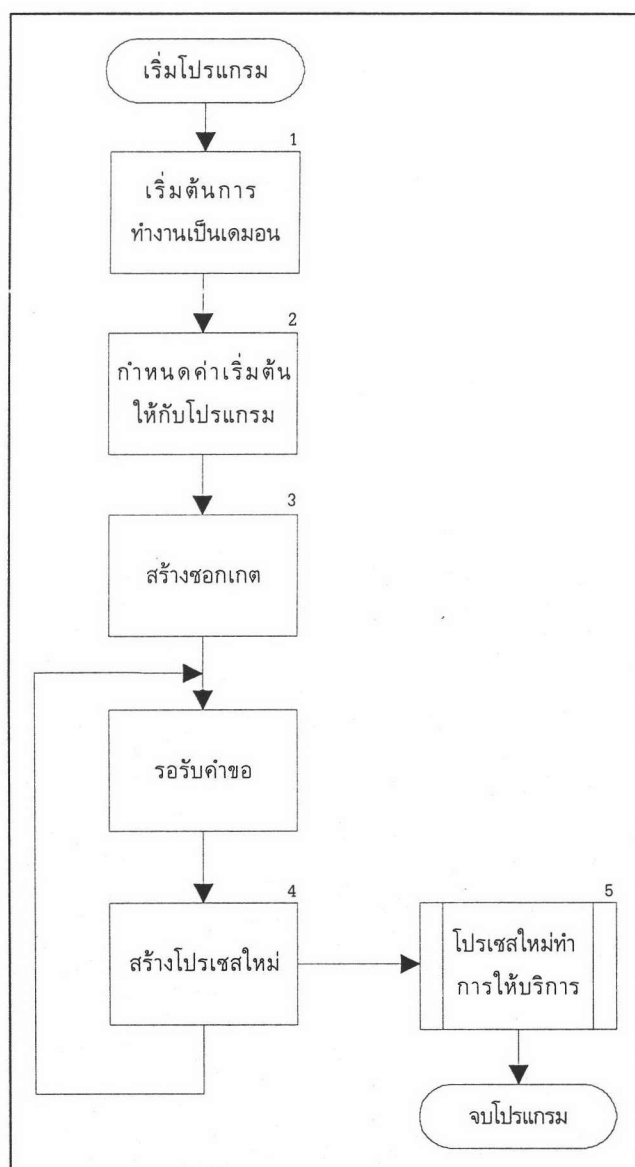 เริ่มโปรแกรม
1
เริ่มต้นการ
ทำงานเป็นเดมอน
2
กำหนดค่าเริ่มต้น
ให้กับโปรแกรม
3
สร้างซอกเกต
รอรับคำขอ
4
สร้างโปรเซสใหม่
5
โปรเซสใหม่ทำ
การให้บริการ
จบโปรแกรม